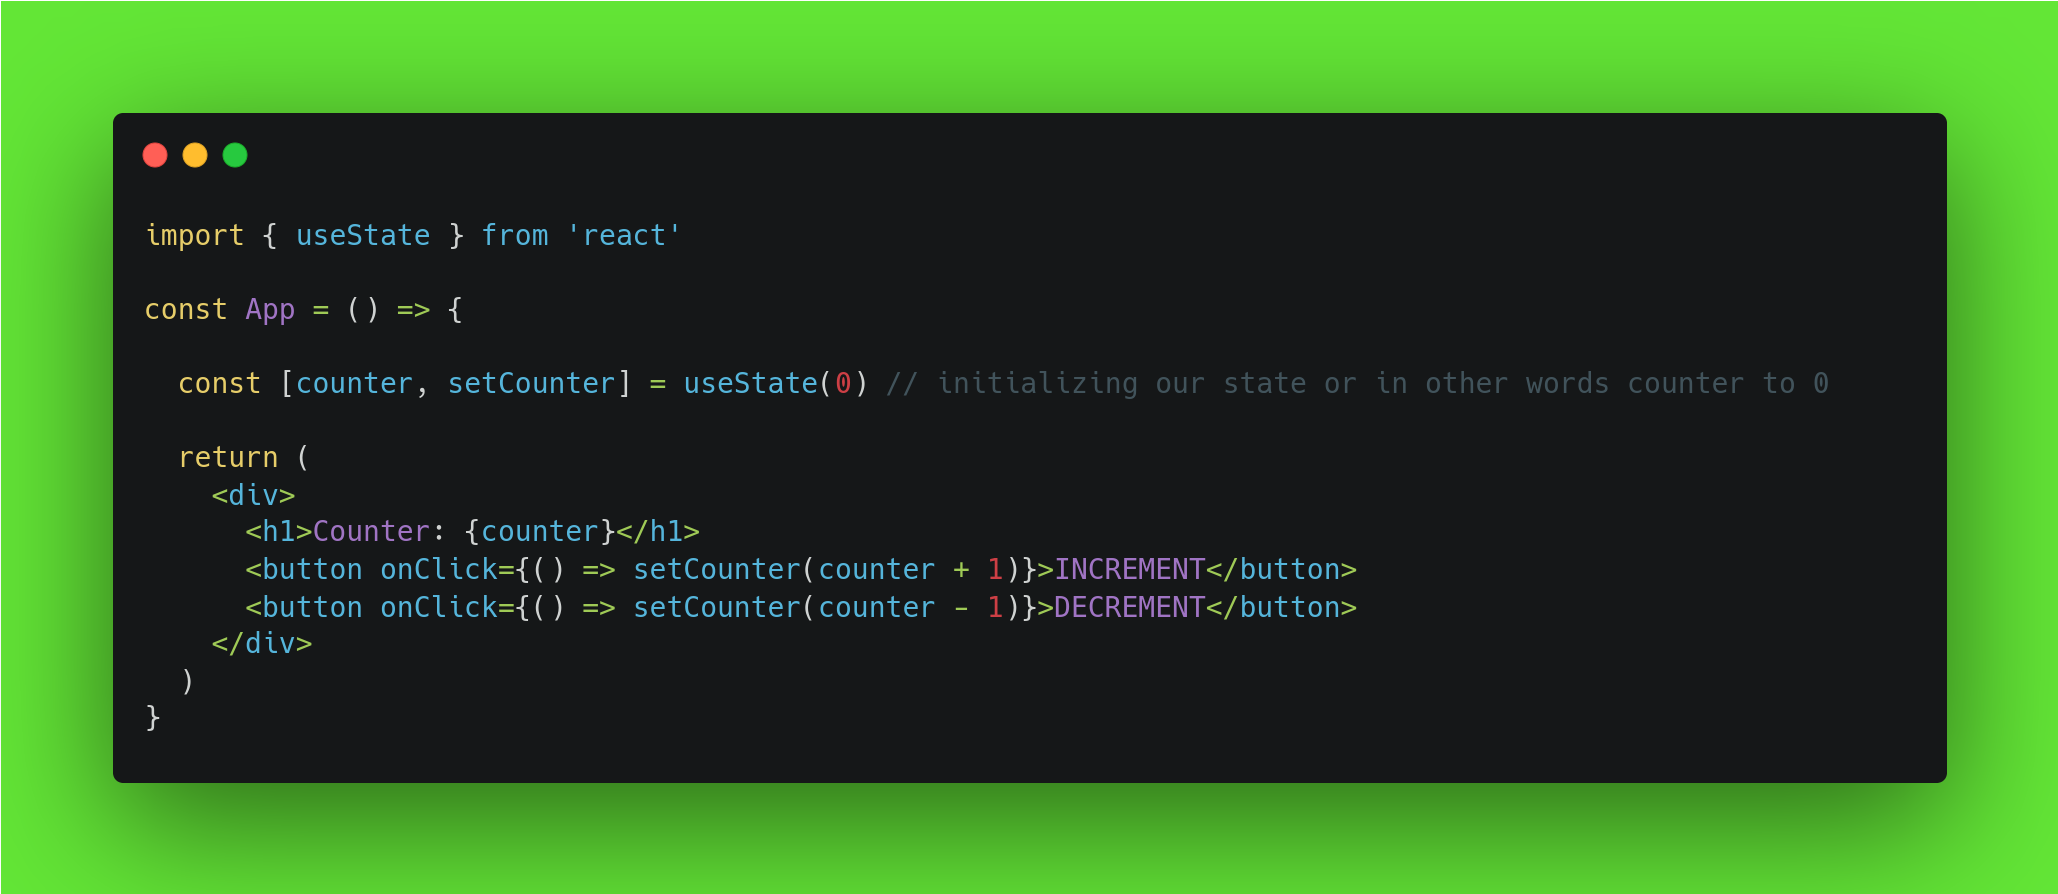 import { useState } from 'react'
const App = () => {
const [counter, setCounter] = useState(0) // initializing our state or in other words counter to 0
return (
<div>
<h1>Counter: {counter}</h1>
<button onClick={() => setCounter(counter + 1)}>INCREMENT</button>
<button onClick={() => setCounter(counter - 1)}>DECREMENT</button>
</div>
)
}